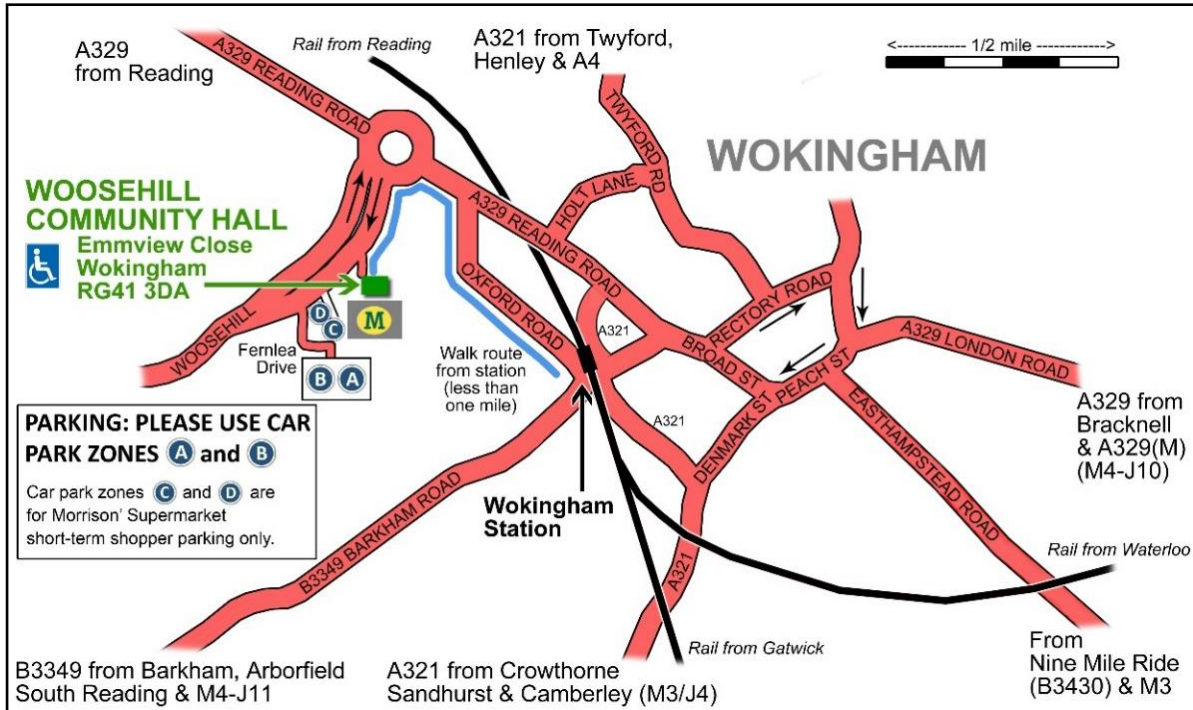 A329
from Reading
Rail from Reading
A321 from Twyford,
Henley & A4
<----------- 1/2 mile ----------->
A329 READING ROAD
TWYFORD RD
WOKINGHAM
HOLT LANE
WOOSEHILL
COMMUNITY HALL
Emmview Close
Wokingham
RG41 3DA
A329 READING ROAD
RECTORY ROAD
OXFORD ROAD
A321
BROAD ST
A329 LONDON ROAD
M
D
C
WOOSEHILL
Fernlea
Drive
B A
Walk route
from station
(less than
one mile)
PEACH ST
DENMARK ST
EASTHAMPSTEAD ROAD
A321
A329 from
Bracknell
& A329(M)
(M4-J10)
PARKING: PLEASE USE CAR
PARK ZONES A and B
Car park zones C and D are
for Morrison' Supermarket
short-term shopper parking only.
Wokingham
Station
B3349 BARKHAM ROAD
A321
Rail from Waterloo
Rail from Gatwick
B3349 from Barkham, Arborfield
South Reading & M4-J11
A321 from Crowthorne
Sandhurst & Camberley (M3/J4)
From
Nine Mile Ride
(B3430) & M3